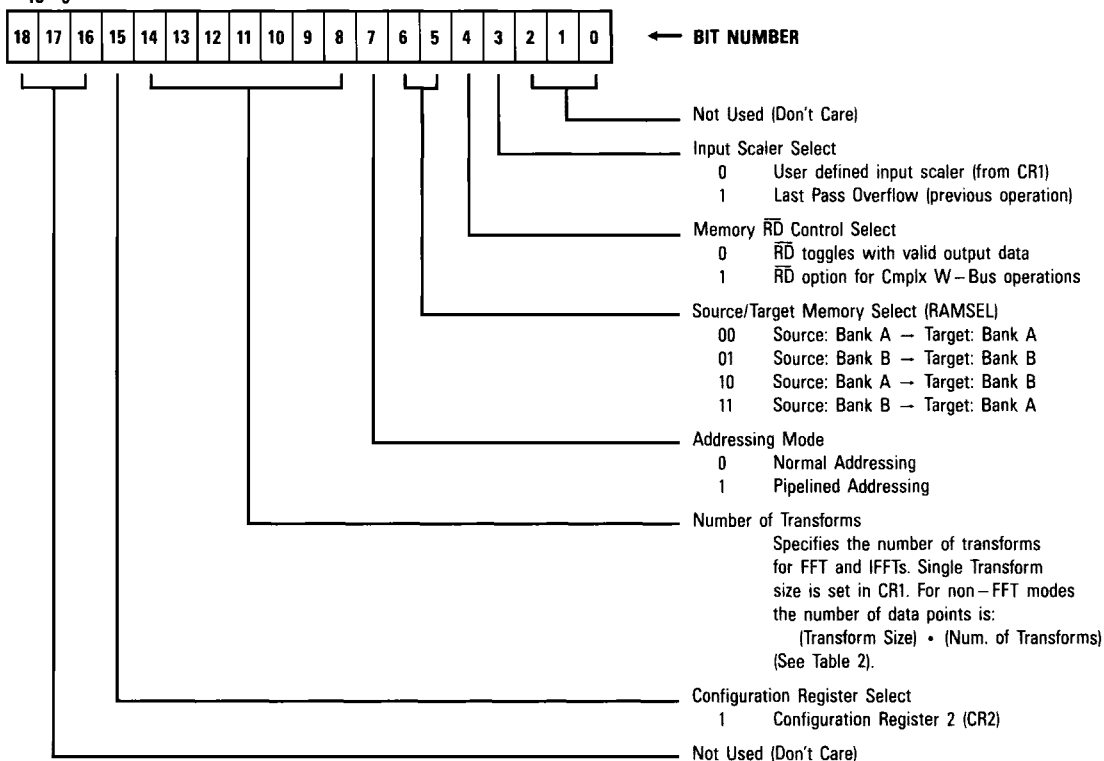 18 17 16 15 14 13 12 11 10 9 8 7 6 5 4 3 2 1 0 ← BIT NUMBER
Not Used (Don't Care)
Input Scaler Select
0 User defined input scaler (from CR1)
1 Last Pass Overflow (previous operation)
Memory R̅D̅ Control Select
0 R̅D̅ toggles with valid output data
1 R̅D̅ option for Cmplx W–Bus operations
Source/Target Memory Select (RAMSEL)
00 Source: Bank A → Target: Bank A
01 Source: Bank B → Target: Bank B
10 Source: Bank A → Target: Bank B
11 Source: Bank B → Target: Bank A
Addressing Mode
0 Normal Addressing
1 Pipelined Addressing
Number of Transforms
Specifies the number of transforms
for FFT and IFFTs. Single Transform
size is set in CR1. For non–FFT modes
the number of data points is:
(Transform Size) • (Num. of Transforms)
(See Table 2).
Configuration Register Select
1 Configuration Register 2 (CR2)
Not Used (Don't Care)